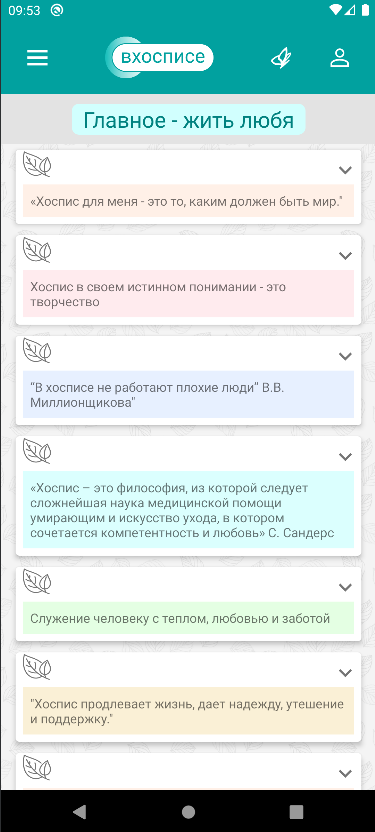 09:53
вхосписе
Главное - жить любя
«Хоспис для меня - это то, каким должен быть мир."
Хоспис в своем истинном понимании - это
творчество
“В хосписе не работают плохие люди” В.В.
Миллионщикова"
«Хоспис – это философия, из которой следует
сложнейшая наука медицинской помощи
умирающим и искусство ухода, в котором
сочетается компетентность и любовь» С. Сандерс
Служение человеку с теплом, любовью и заботой
"Хоспис продлевает жизнь, дает надежду, утешение
и поддержку."